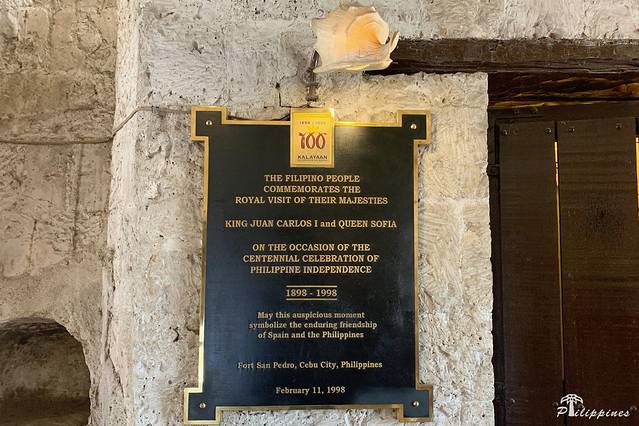 1898 - 1998
100
KALAYAAN
THE FILIPINO PEOPLE
COMMEMORATES THE
ROYAL VISIT OF THEIR MAJESTIES
KING JUAN CARLOS I and QUEEN SOFIA
ON THE OCCASION OF THE
CENTENNIAL CELEBRATION OF
PHILIPPINE INDEPENDENCE
1898 - 1998
May this auspicious moment
symbolize the enduring friendship
of Spain and the Philippines
Fort San Pedro, Cebu City, Philippines
February 11, 1998
Philippines